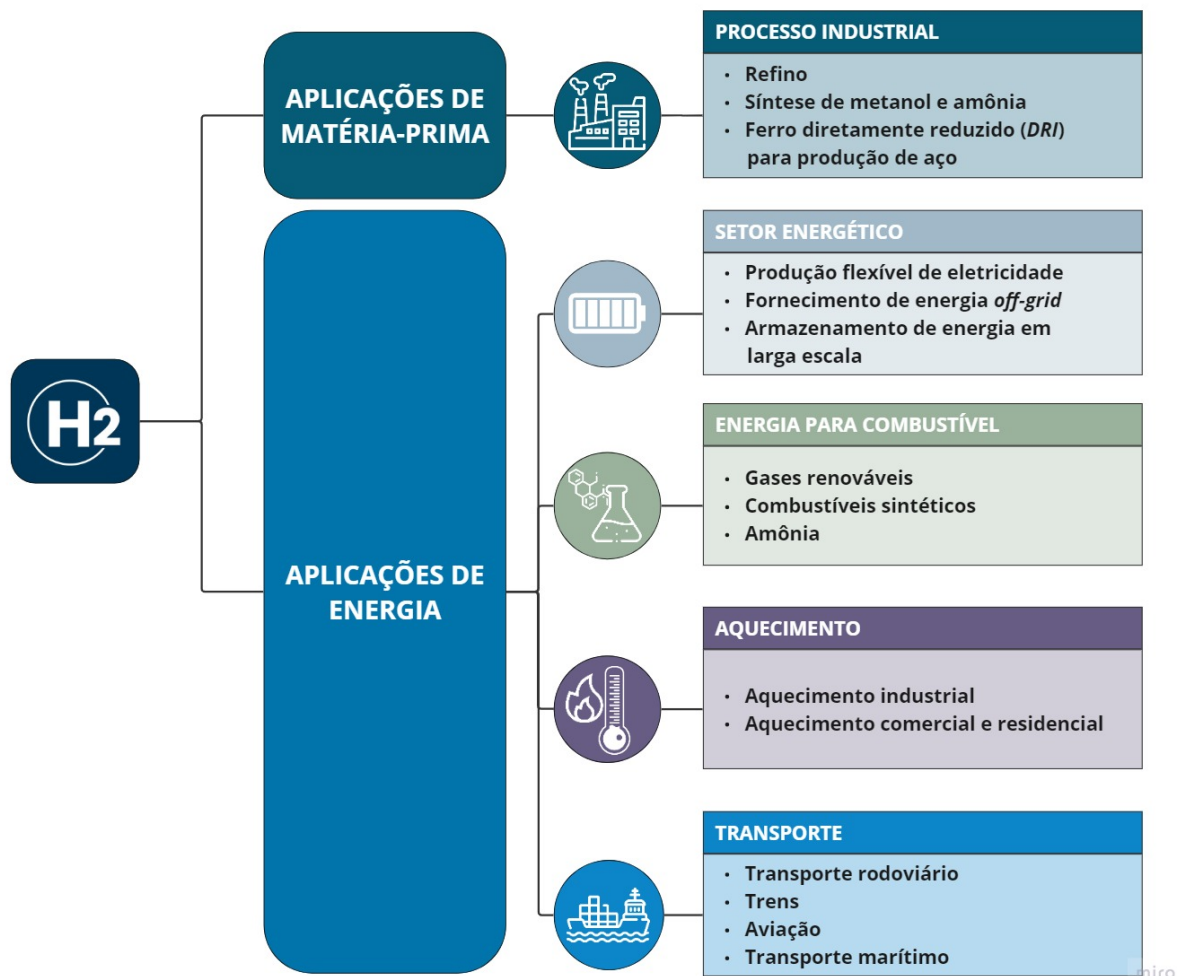 H2
APLICAÇÕES DE
MATÉRIA-PRIMA
PROCESSO INDUSTRIAL
· Refino
· Síntese de metanol e amônia
· Ferro diretamente reduzido (DRI)
para produção de aço
APLICAÇÕES DE
ENERGIA
SETOR ENERGÉTICO
· Produção flexível de eletricidade
· Fornecimento de energia off-grid
· Armazenamento de energia em
larga escala
ENERGIA PARA COMBUSTÍVEL
· Gases renováveis
· Combustíveis sintéticos
· Amônia
AQUECIMENTO
· Aquecimento industrial
· Aquecimento comercial e residencial
TRANSPORTE
· Transporte rodoviário
· Trens
· Aviação
· Transporte marítimo
miro